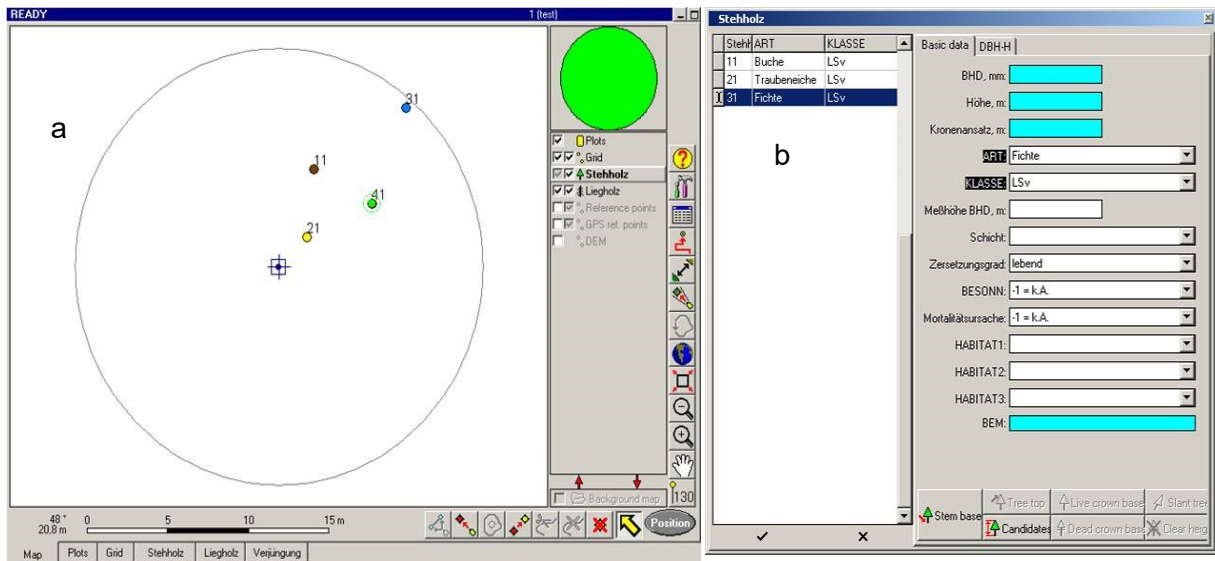 READY 1 (test)
a
31
11
41
21
Plots
Grid
Stehholz
Liegholz
Reference points
GPS ref. points
DEM
Background map
130
48°
20,8 m
0 5 10 15 m
Position
Map Plots Grid Stehholz Liegholz Verjüngung
Stehholz
Stehh ART KLASSE
11 Buche LSv
21 Traubeneiche LSv
31 Fichte LSv
b
Basic data DBH-H
BHD, mm:
Höhe, m:
Kronenansatz, m:
ART: Fichte
KLASSE: LSv
Meßhöhe BHD, m:
Schicht:
Zersetzungsgrad: lebend
BESONN: -1 = k.A.
Mortalitätsursache: -1 = k.A.
HABITAT1:
HABITAT2:
HABITAT3:
BEM:
Stem base
Tree top Live crown base Slant tree
Candidates Dead crown base Clear heig